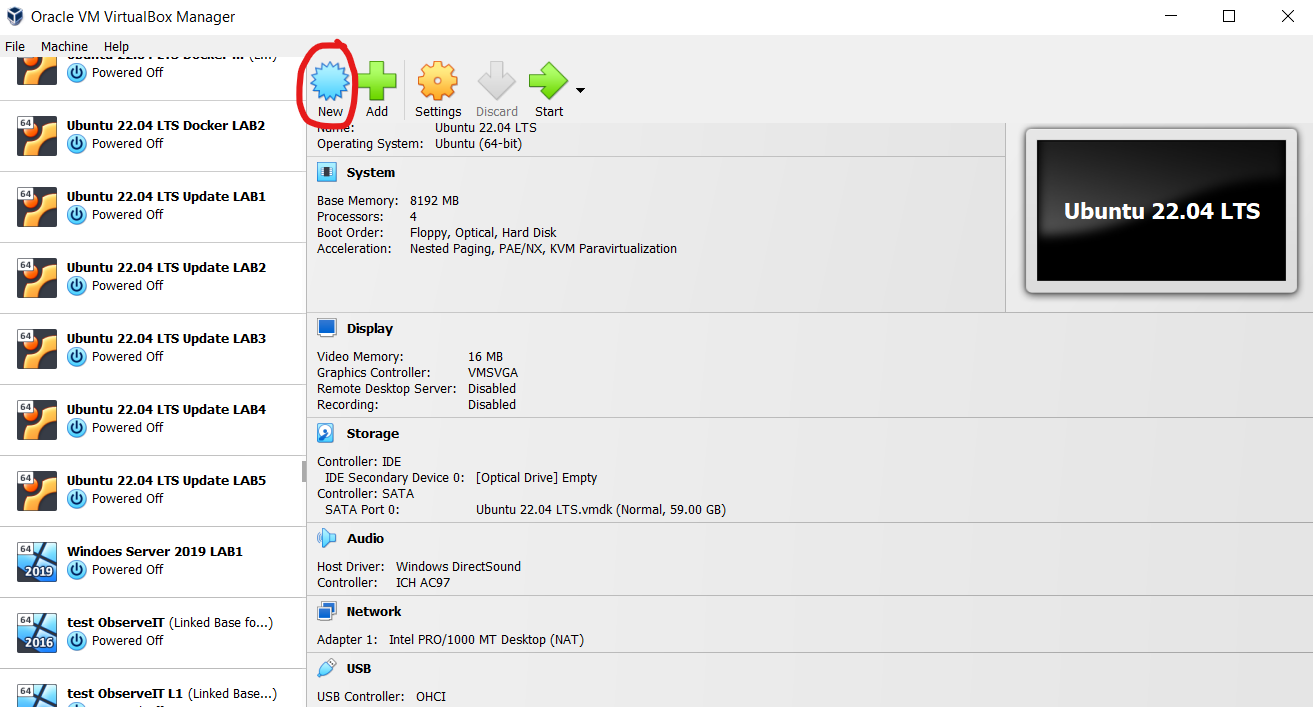 Oracle VM VirtualBox Manager
File Machine Help
Ubuntu 22.04 LTS Docker ... (Lin...)
Powered Off
64
Ubuntu 22.04 LTS Docker LAB2
Powered Off
64
Ubuntu 22.04 LTS Update LAB1
Powered Off
64
Ubuntu 22.04 LTS Update LAB2
Powered Off
64
Ubuntu 22.04 LTS Update LAB3
Powered Off
64
Ubuntu 22.04 LTS Update LAB4
Powered Off
64
Ubuntu 22.04 LTS Update LAB5
Powered Off
64
2019
Windoes Server 2019 LAB1
Powered Off
64
2016
test ObserveIT (Linked Base fo...)
Powered Off
64
test ObserveIT L1 (Linked Base...)
New Add Settings Discard Start
Name: Ubuntu 22.04 LTS
Operating System: Ubuntu (64-bit)
System
Base Memory: 8192 MB
Processors: 4
Boot Order: Floppy, Optical, Hard Disk
Acceleration: Nested Paging, PAE/NX, KVM Paravirtualization
Ubuntu 22.04 LTS
Display
Video Memory: 16 MB
Graphics Controller: VMSVGA
Remote Desktop Server: Disabled
Recording: Disabled
Storage
Controller: IDE
IDE Secondary Device 0: [Optical Drive] Empty
Controller: SATA
SATA Port 0: Ubuntu 22.04 LTS.vmdk (Normal, 59.00 GB)
Audio
Host Driver: Windows DirectSound
Controller: ICH AC97
Network
Adapter 1: Intel PRO/1000 MT Desktop (NAT)
USB
USB Controller: OHCI